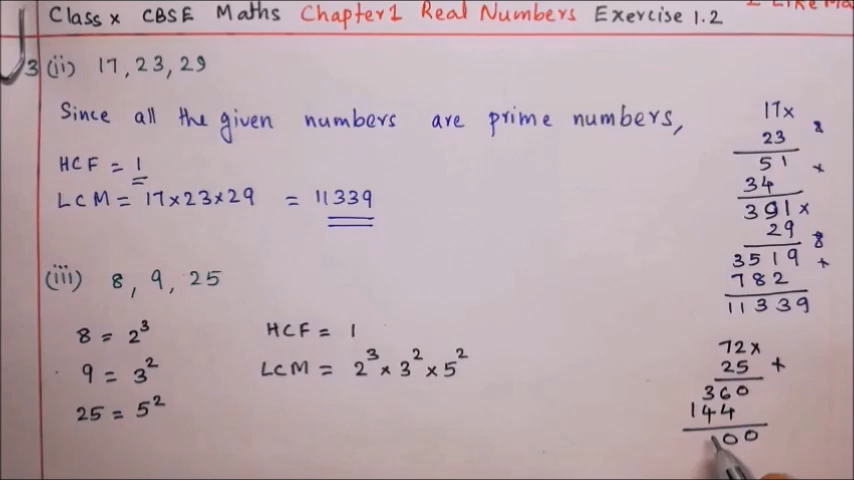 Class x CBSE Maths Chapter1 Real Numbers Exercise 1.2
3 (ii) 17, 23, 29
Since all the given numbers are prime numbers,
HCF = 1
LCM = 17×23×29 = 11339
(iii) 8, 9, 25
8 = 2³
9 = 3²
25 = 5²
HCF = 1
LCM = 2³ × 3² × 5²
17×
23
51
34
391×
29
3519
782
11339
72×
25
360
144
00